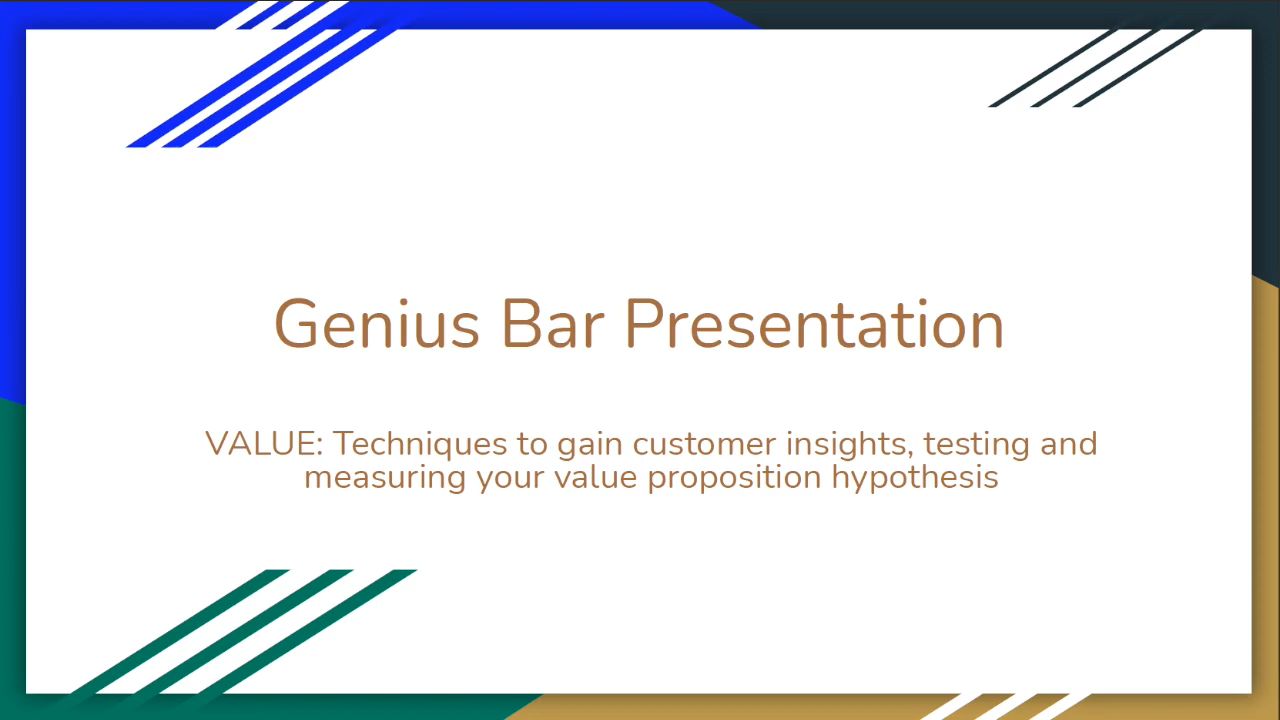 Genius Bar Presentation
VALUE: Techniques to gain customer insights, testing and
measuring your value proposition hypothesis